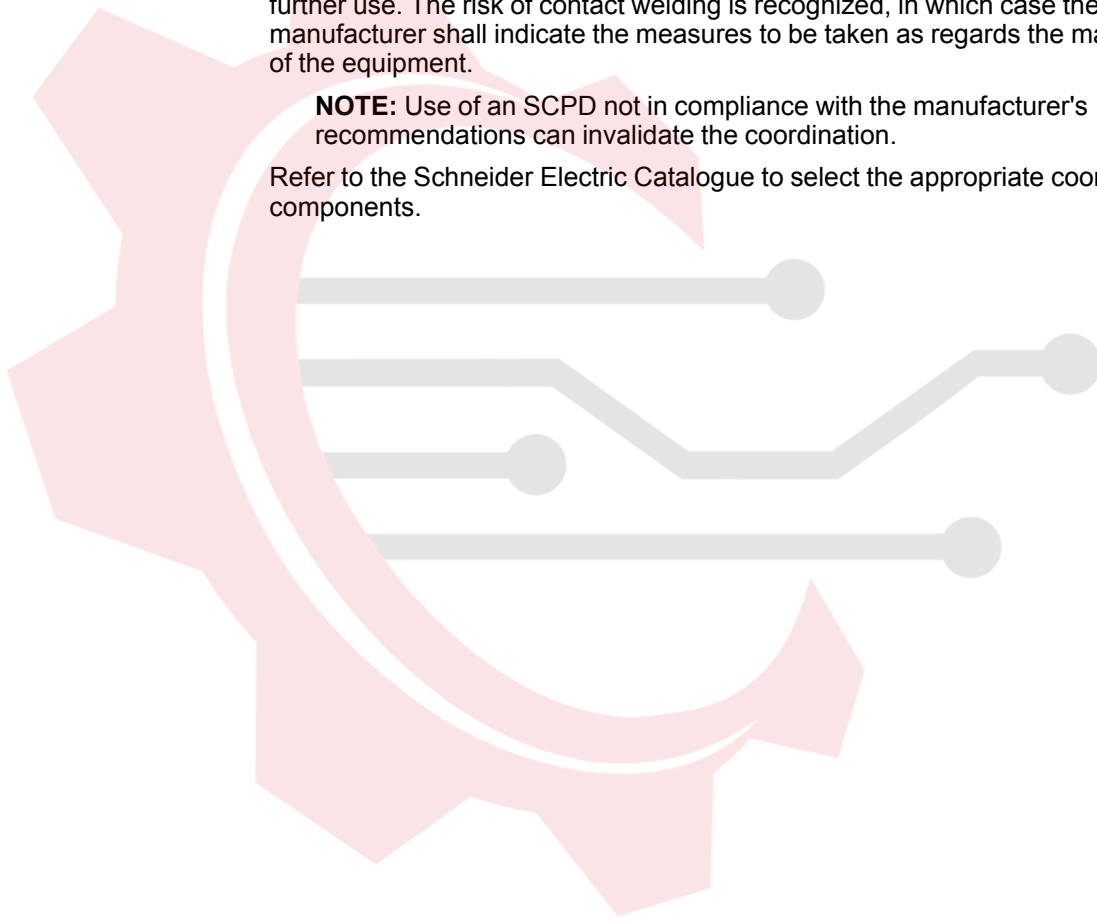 further use. The risk of contact welding is recognized, in which case the
manufacturer shall indicate the measures to be taken as regards the
of the equipment.
NOTE: Use of an SCPD not in compliance with the manufacturer's
recommendations can invalidate the coordination.
Refer to the Schneider Electric Catalogue to select the appropriate
components.